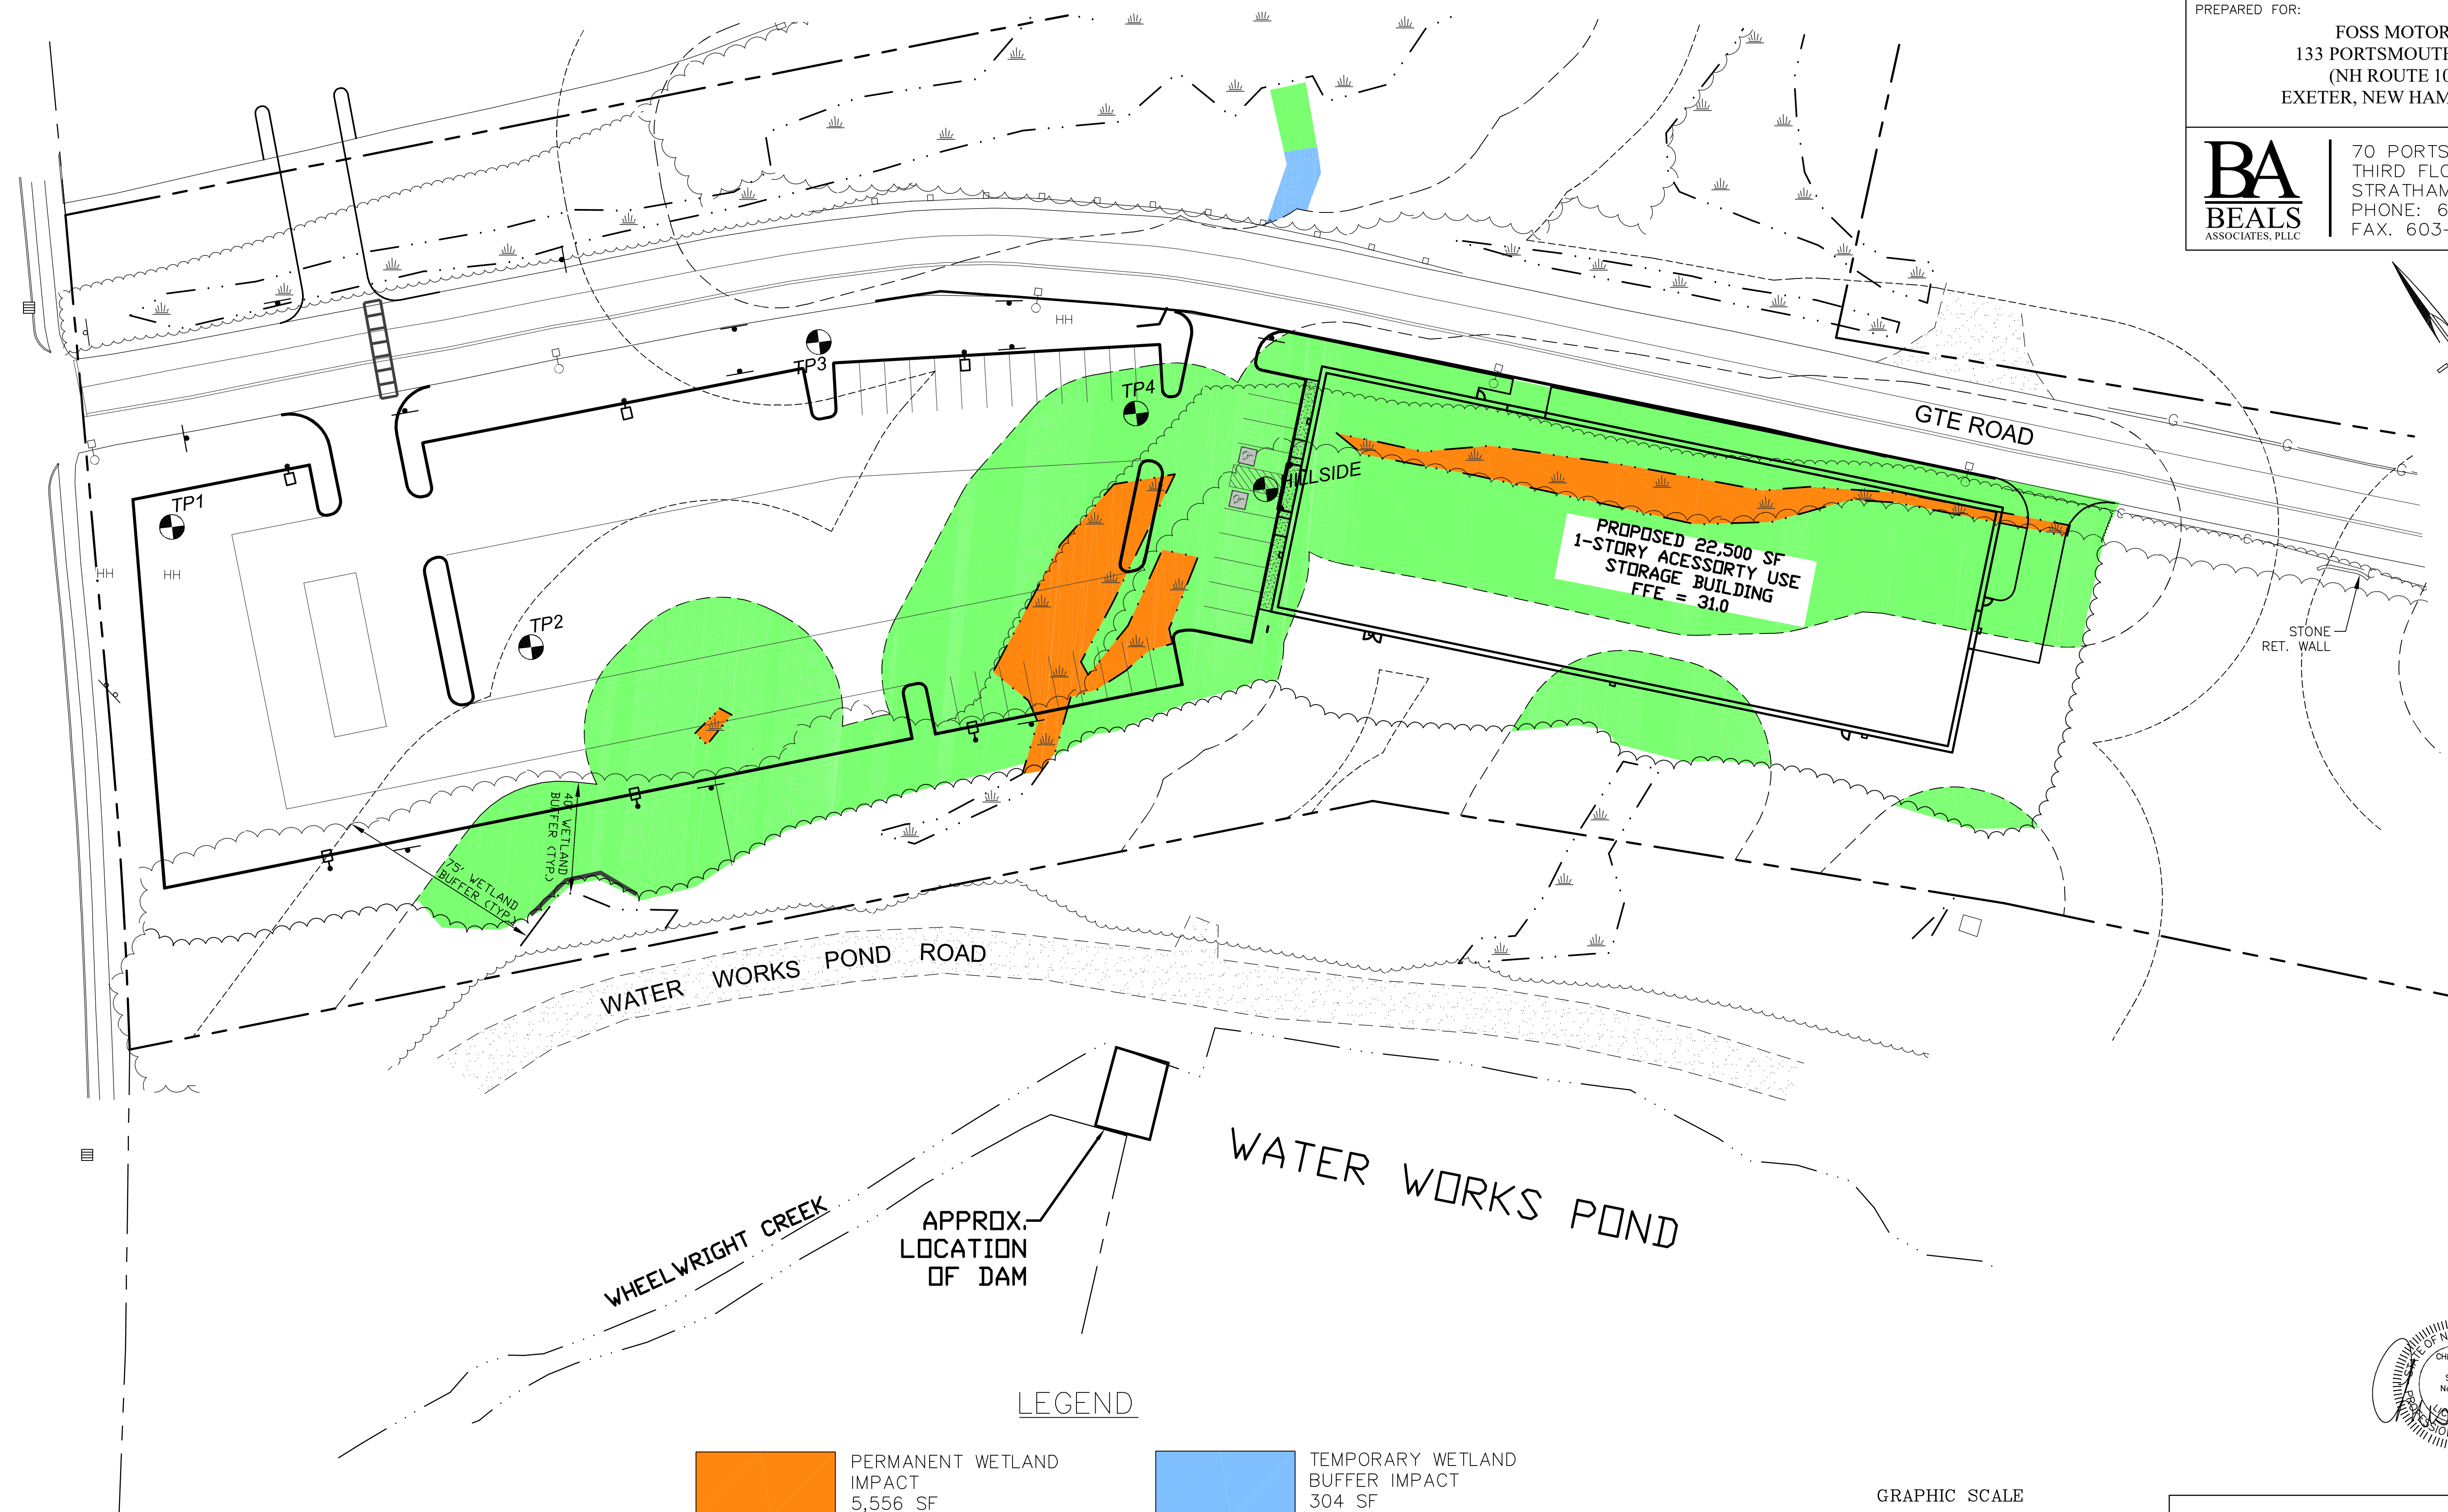 PREPARED FOR:
FOSS MOTOR
133 PORTSMOUTH
(NH ROUTE 10
EXETER, NEW HAM
BA
BEALS
ASSOCIATES, PLLC
70 PORTS
THIRD FLO
STRATHAM
PHONE: 6
FAX. 603-
HH
TP3
TP4
GTE ROAD
G
G
G
HILLSIDE
TP1
HH
HH
TP2
PROPOSED 22,500 SF
1-STORY ACESSORTY USE
STORAGE BUILDING
FFE = 31.0
STONE
RET. WALL
40' WETLAND
BUFFER (TYP.)
75' WETLAND
BUFFER (TYP.)
WATER WORKS POND ROAD
WATER WORKS POND
WHEELWRIGHT CREEK
APPROX.
LOCATION
OF DAM
STATE OF N
PROFESSIO
LEGEND
PERMANENT WETLAND
IMPACT
5,556 SF
TEMPORARY WETLAND
BUFFER IMPACT
304 SF
GRAPHIC SCALE